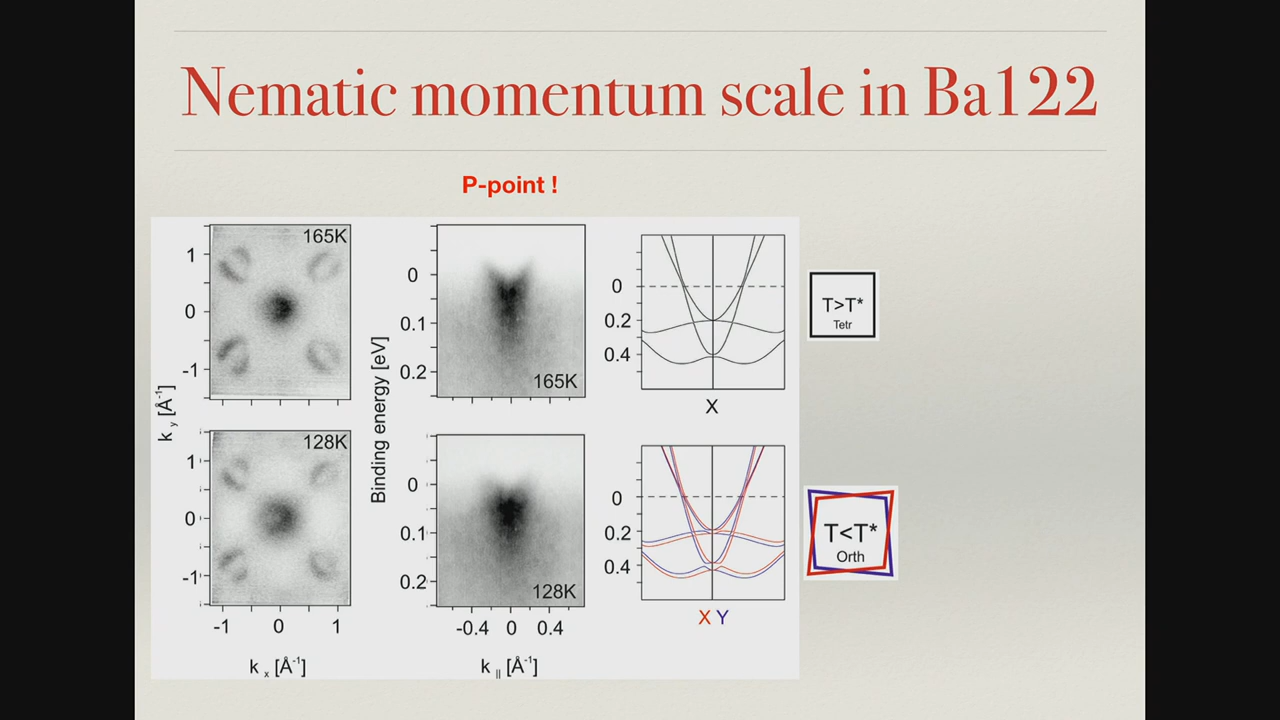 Nematic momentum scale in Ba122
P-point !
165K
1
0
-1
k y [Å-1]
128K
1
0
-1
-1 0 1
k x [Å-1]
Binding energy [eV]
0
0.1
0.2
165K
0
0.1
0.2
128K
-0.4 0 0.4
k || [Å-1]
0
0.2
0.4
X
0
0.2
0.4
X Y
T>T*
Tetr
T<T*
Orth